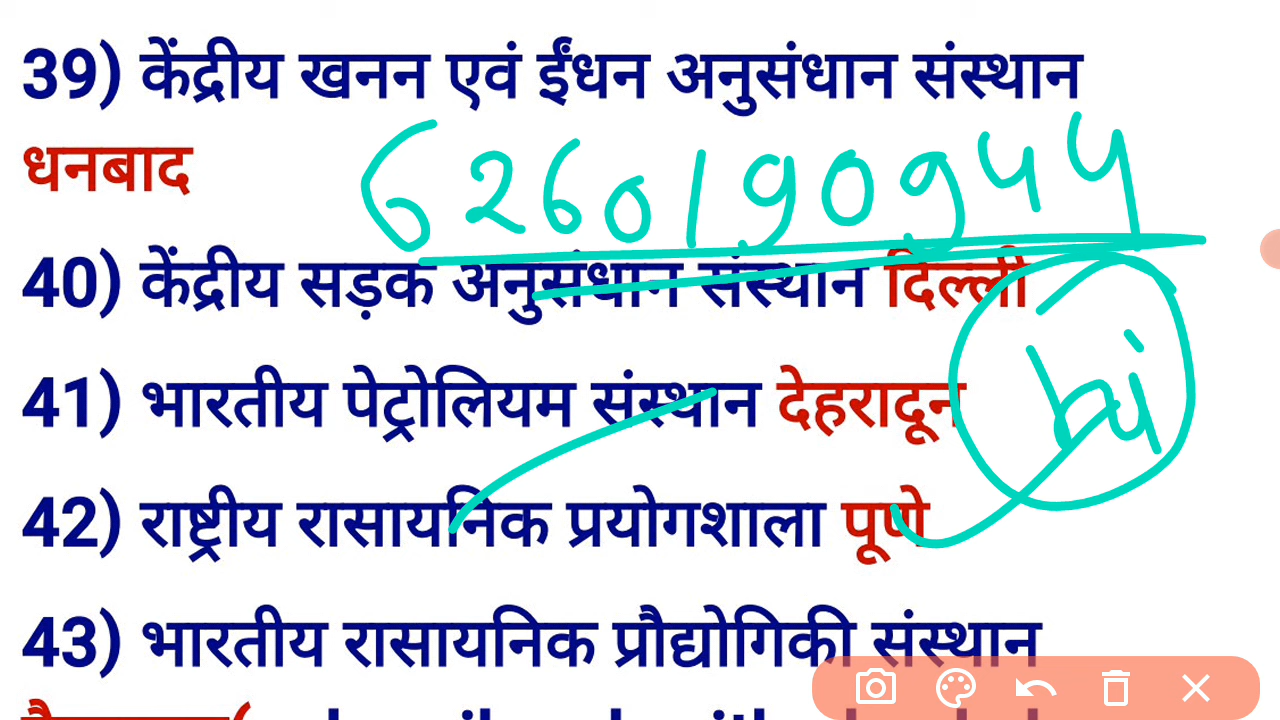 39) केंद्रीय खनन एवं ईंधन अनुसंधान संस्थान
धनबाद
6260190944
40) केंद्रीय सड़क अनुसंधान संस्थान दिल्ली
41) भारतीय पेट्रोलियम संस्थान देहरादून
42) राष्ट्रीय रासायनिक प्रयोगशाला पूणे
43) भारतीय रासायनिक प्रौद्योगिकी संस्थान